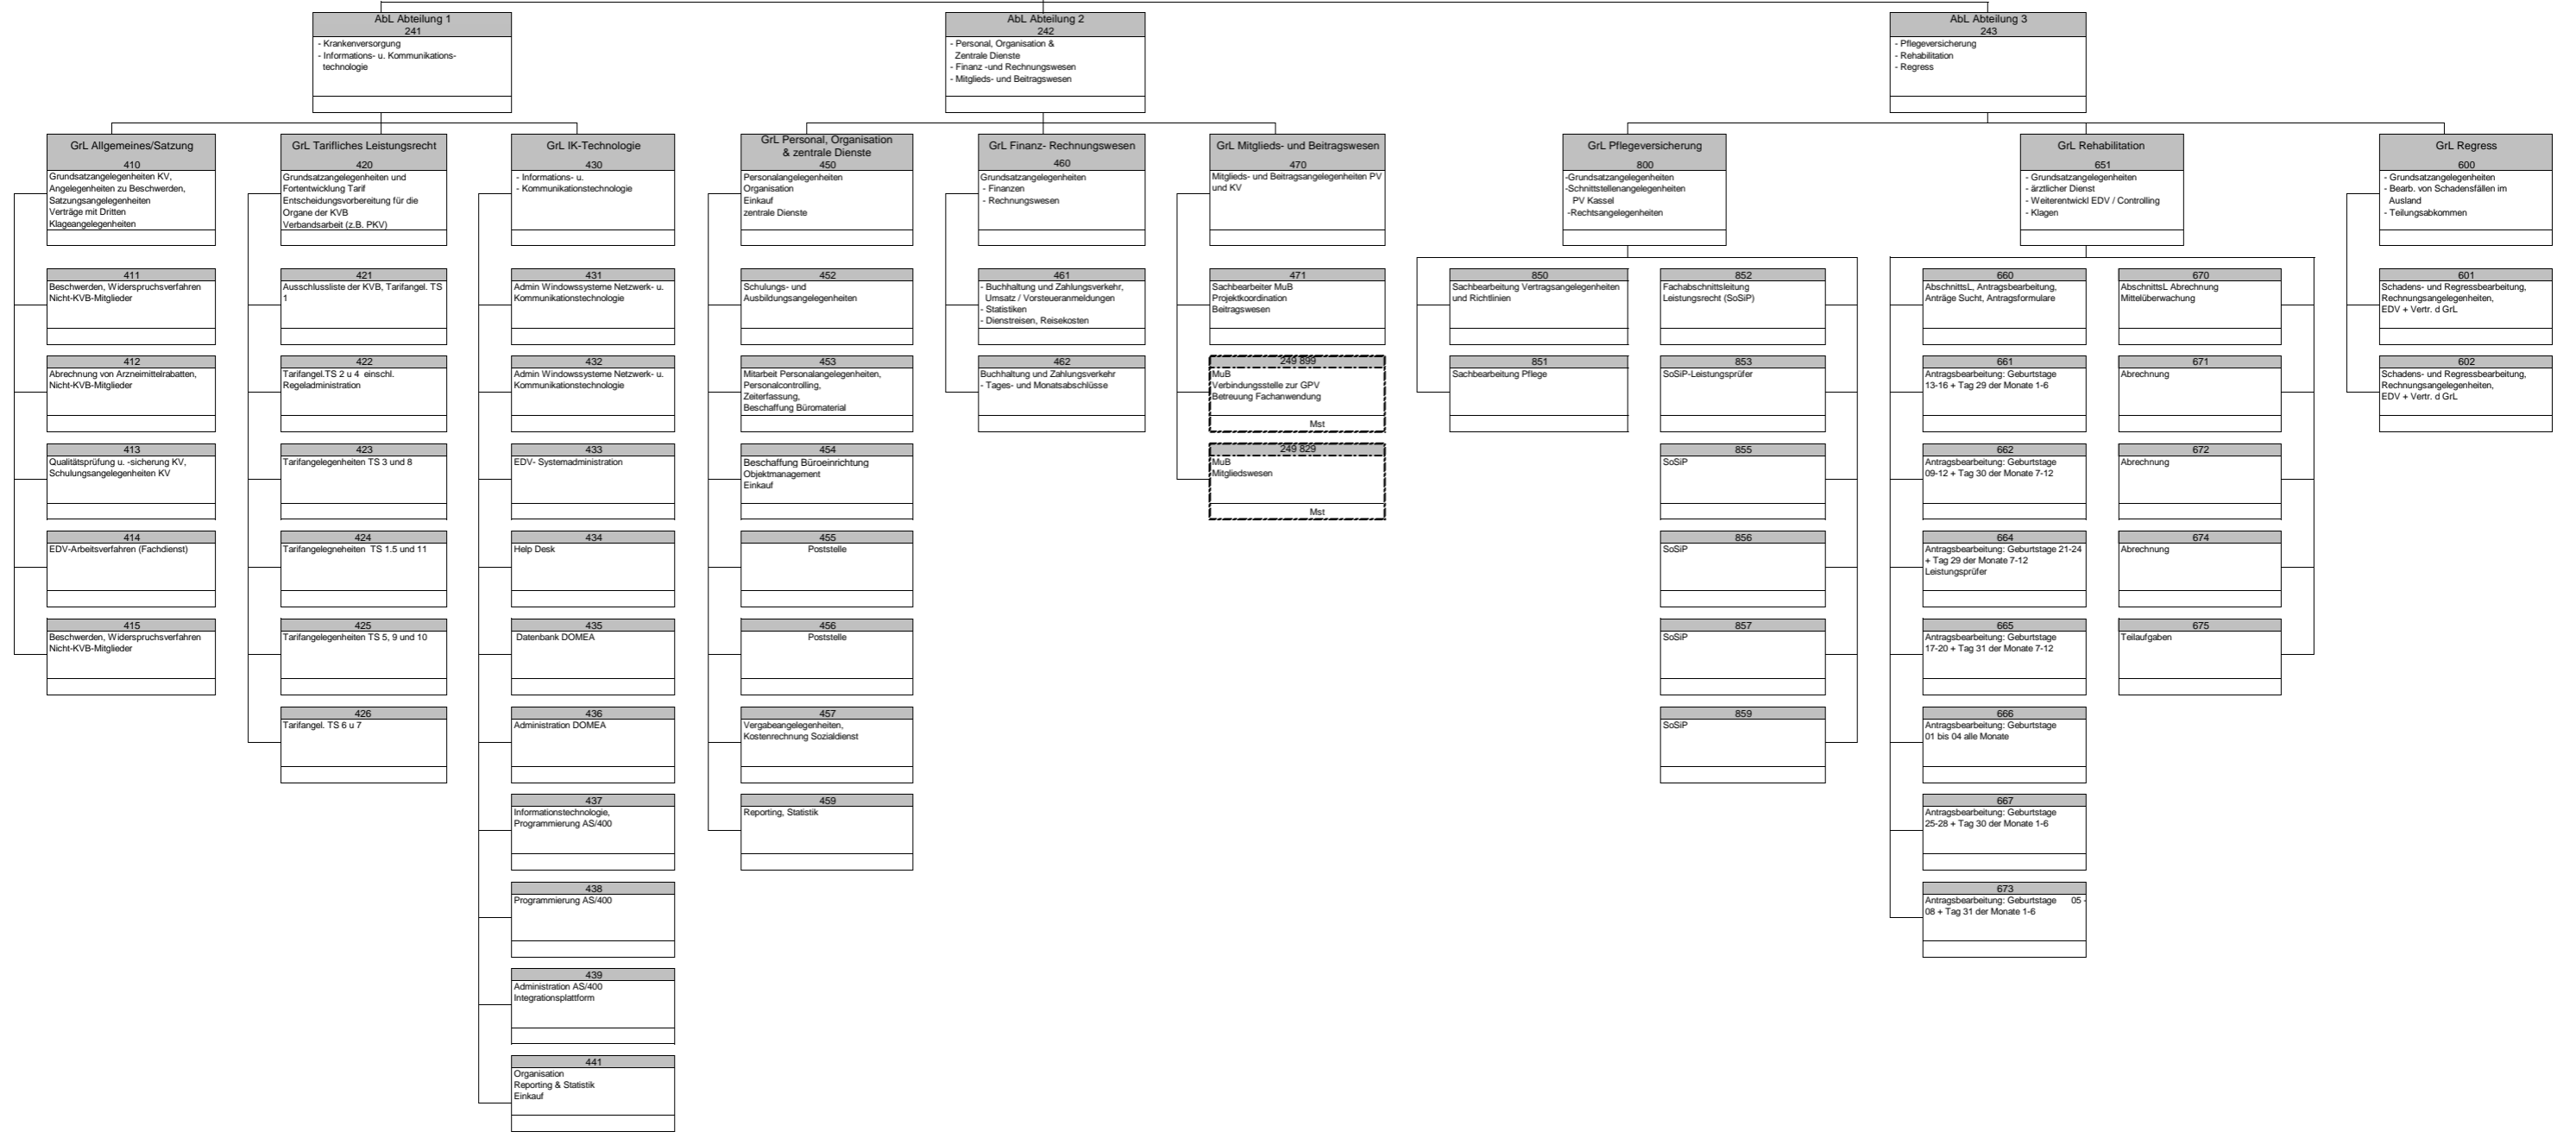 AbL Abteilung 1
241
- Krankenversorgung
- Informations- u. Kommunikations-
technologie
AbL Abteilung 2
242
- Personal, Organisation &
Zentrale Dienste
- Finanz -und Rechnungswesen
- Mitglieds- und Beitragswesen
AbL Abteilung 3
243
- Pflegeversicherung
- Rehabilitation
- Regress
GrL Allgemeines/Satzung
410
Grundsatzangelegenheiten KV,
Angelegenheiten zu Beschwerden,
Satzungsangelegenheiten
Verträge mit Dritten
Klageangelegenheiten
411
Beschwerden, Widerspruchsverfahren
Nicht-KVB-Mitglieder
412
Abrechnung von Arzneimittelrabatten,
Nicht-KVB-Mitglieder
413
Qualitätsprüfung u. -sicherung KV,
Schulungsangelegenheiten KV
414
EDV-Arbeitsverfahren (Fachdienst)
415
Beschwerden, Widerspruchsverfahren
Nicht-KVB-Mitglieder
GrL Tarifliches Leistungsrecht
420
Grundsatzangelegenheiten und
Fortentwicklung Tarif
Entscheidungsvorbereitung für die
Organe der KVB
Verbandsarbeit (z.B. PKV)
421
Ausschlussliste der KVB, Tarifangel. TS
1
422
Tarifangel.TS 2 u 4 einschl.
Regeladministration
423
Tarifangelegenheiten TS 3 und 8
424
Tarifangelegneheiten TS 1.5 und 11
425
Tarifangelegenheiten TS 5, 9 und 10
426
Tarifangel. TS 6 u 7
GrL IK-Technologie
430
- Informations- u.
- Kommunikationstechnologie
431
Admin Windowssysteme Netzwerk- u.
Kommunikationstechnologie
432
Admin Windowssysteme Netzwerk- u.
Kommunikationstechnologie
433
EDV- Systemadministration
434
Help Desk
435
Datenbank DOMEA
436
Administration DOMEA
437
Informationstechnologie,
Programmierung AS/400
438
Programmierung AS/400
439
Administration AS/400
Integrationsplattform
441
Organisation
Reporting & Statistik
Einkauf
GrL Personal, Organisation
& zentrale Dienste
450
Personalangelegenheiten
Organisation
Einkauf
zentrale Dienste
452
Schulungs- und
Ausbildungsangelegenheiten
453
Mitarbeit Personalangelegenheiten,
Personalcontrolling,
Zeiterfassung,
Beschaffung Büromaterial
454
Beschaffung Büroeinrichtung
Objektmanagement
Einkauf
455
Poststelle
456
Poststelle
457
Vergabeangelegenheiten,
Kostenrechnung Sozialdienst
459
Reporting, Statistik
GrL Finanz- Rechnungswesen
460
Grundsatzangelegenheiten
- Finanzen
- Rechnungswesen
461
- Buchhaltung und Zahlungsverkehr,
Umsatz / Vorsteueranmeldungen
- Statistiken
- Dienstreisen, Reisekosten
462
Buchhaltung und Zahlungsverkehr
- Tages- und Monatsabschlüsse
GrL Mitglieds- und Beitragswesen
470
Mitglieds- und Beitragsangelegenheiten PV
und KV
471
Sachbearbeiter MuB
Projektkoordination
Beitragswesen
249 899
MuB
Verbindungsstelle zur GPV
Betreuung Fachanwendung
Mst
249 829
MuB
Mitgliedswesen
Mst
GrL Pflegeversicherung
800
-Grundsatzangelegenheiten
-Schnittstellenangelegenheiten
PV Kassel
-Rechtsangelegenheiten
850
Sachbearbeitung Vertragsangelegenheiten
und Richtlinien
851
Sachbearbeitung Pflege
852
Fachabschnittsleitung
Leistungsrecht (SoSiP)
853
SoSiP-Leistungsprüfer
855
SoSiP
856
SoSiP
857
SoSiP
859
SoSiP
GrL Rehabilitation
651
- Grundsatzangelegenheiten
- ärztlicher Dienst
- Weiterentwickl EDV / Controlling
- Klagen
660
AbschnittsL, Antragsbearbeitung,
Anträge Sucht, Antragsformulare
661
Antragsbearbeitung: Geburtstage
13-16 + Tag 29 der Monate 1-6
662
Antragsbearbeitung: Geburtstage
09-12 + Tag 30 der Monate 7-12
664
Antragsbearbeitung: Geburtstage 21-24
+ Tag 29 der Monate 7-12
Leistungsprüfer
665
Antragsbearbeitung: Geburtstage
17-20 + Tag 31 der Monate 7-12
666
Antragsbearbeitung: Geburtstage
01 bis 04 alle Monate
667
Antragsbearbeitung: Geburtstage
25-28 + Tag 30 der Monate 1-6
673
Antragsbearbeitung: Geburtstage 05 -
08 + Tag 31 der Monate 1-6
670
AbschnittsL Abrechnung
Mittelüberwachung
671
Abrechnung
672
Abrechnung
674
Abrechnung
675
Teilaufgaben
GrL Regress
600
- Grundsatzangelegenheiten
- Bearb. von Schadensfällen im
Ausland
- Teilungsabkommen
601
Schadens- und Regressbearbeitung,
Rechnungsangelegenheiten,
EDV + Vertr. d GrL
602
Schadens- und Regressbearbeitung,
Rechnungsangelegenheiten,
EDV + Vertr. d GrL